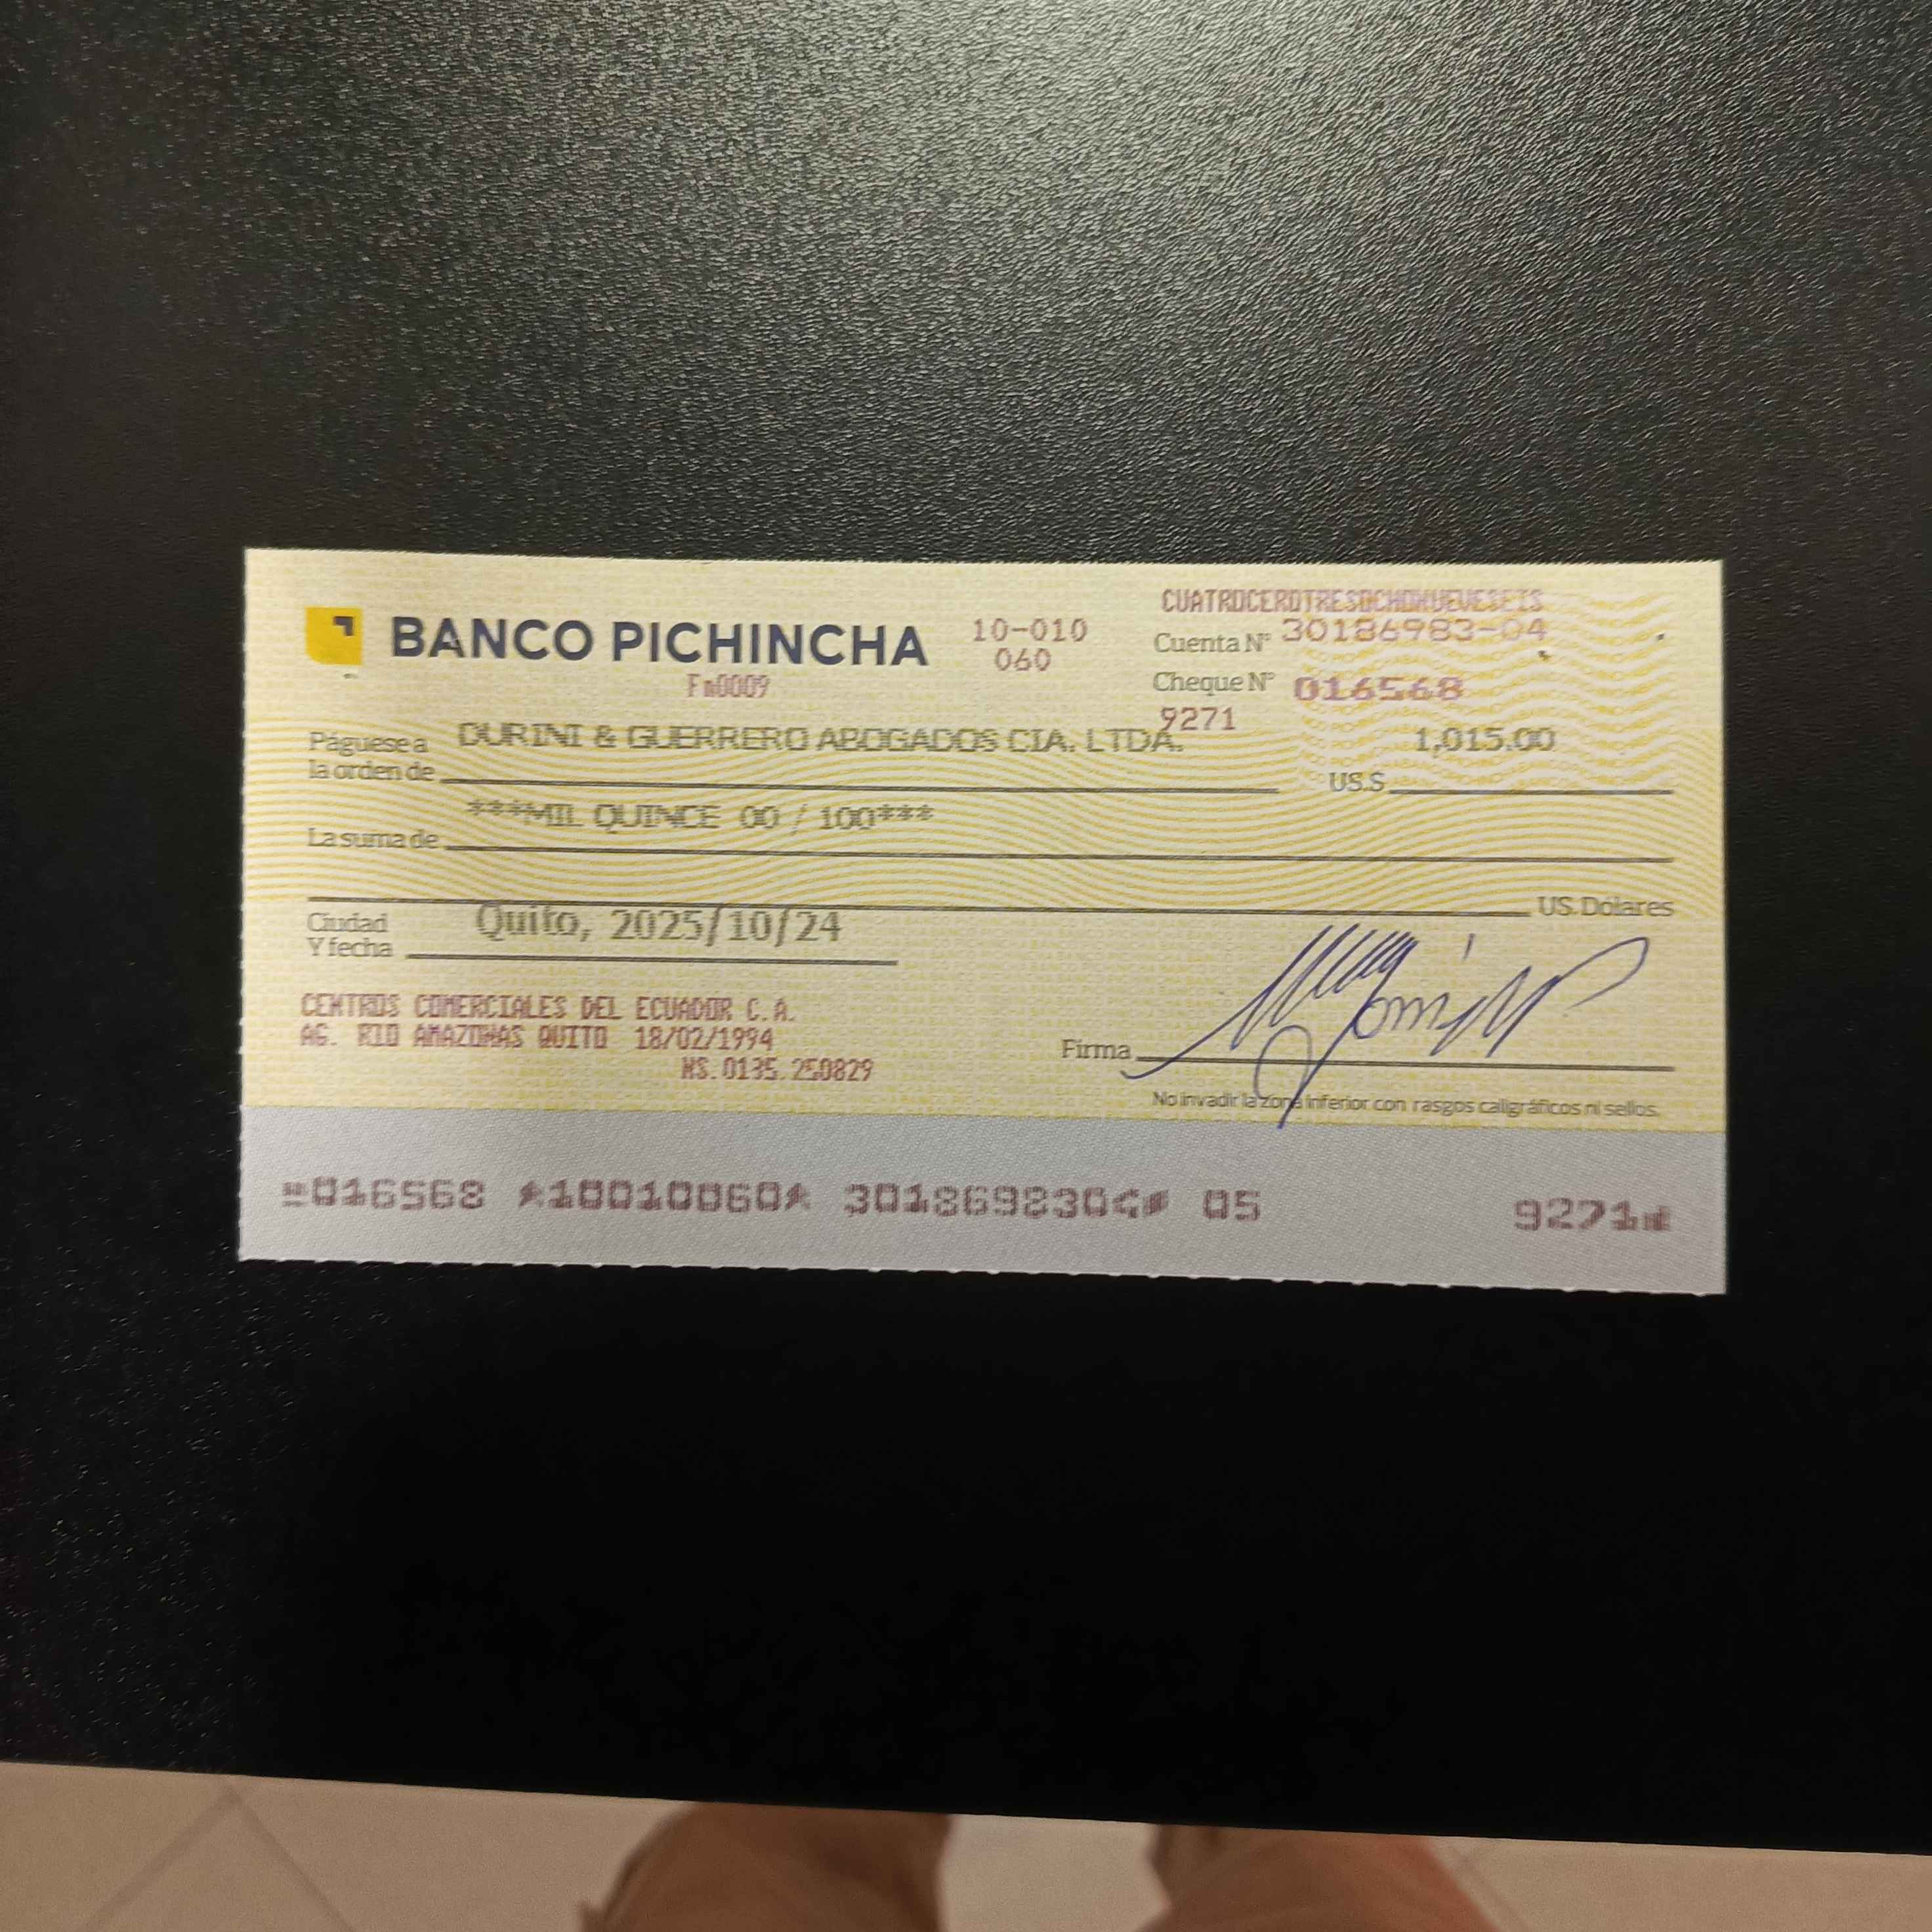 BANCO PICHINCHA
Fm0009
10-010
060
CUATROCEROTRESOCHONUEVESEIS
Cuenta N° 30186983-04
Cheque N° 016568
9271
Páguese a la orden de DURINI & GUERRERO ABOGADOS CIA. LTDA.
US.$ 1,015.00
La suma de ***MIL QUINCE 00 / 100***
US. Dólares
Ciudad Y fecha Quito, 2025/10/24
CENTROS COMERCIALES DEL ECUADOR C.A.
AG. RIO AMAZONAS QUITO 18/02/1994
MS.0135.250829
Firma
No invadir la zona inferior con rasgos caligráficos ni sellos.
016568 10010060 3018698304 05 9271